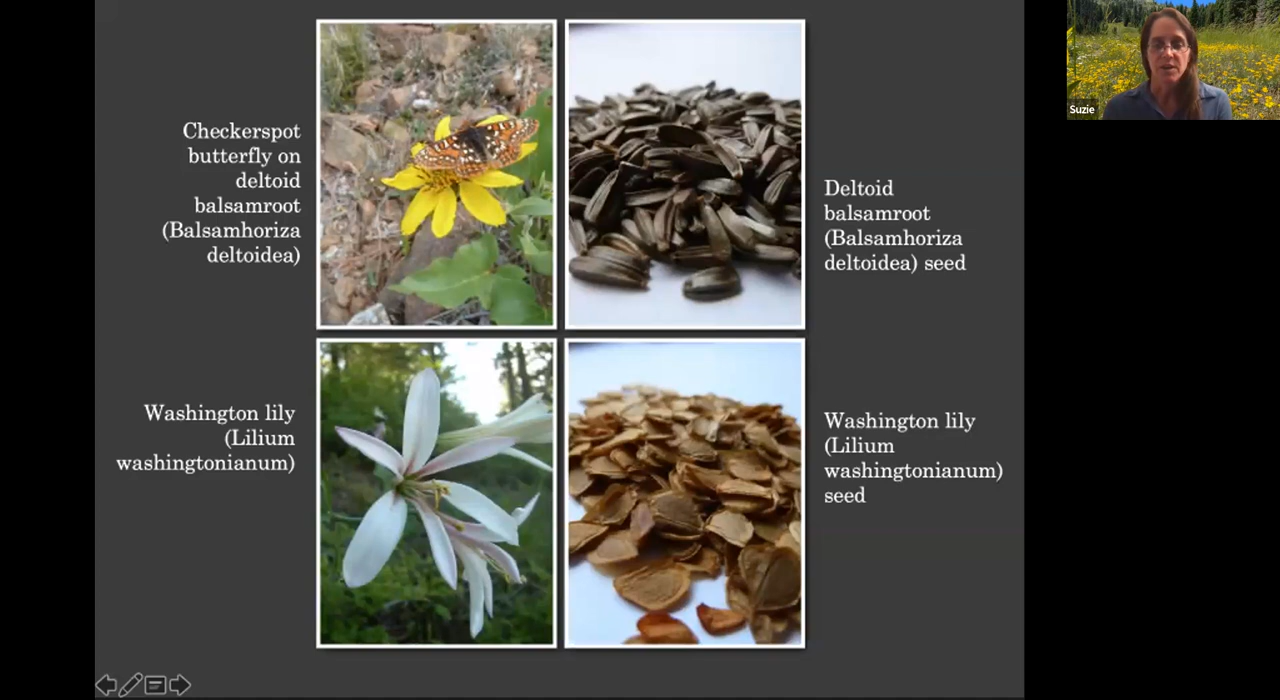 Checkerspot
butterfly on
deltoid
balsamroot
(Balsamhoriza
deltoidea)
Deltoid
balsamroot
(Balsamhoriza
deltoidea) seed
Washington lily
(Lilium
washingtonianum)
Washington lily
(Lilium
washingtonianum)
seed
Suzie